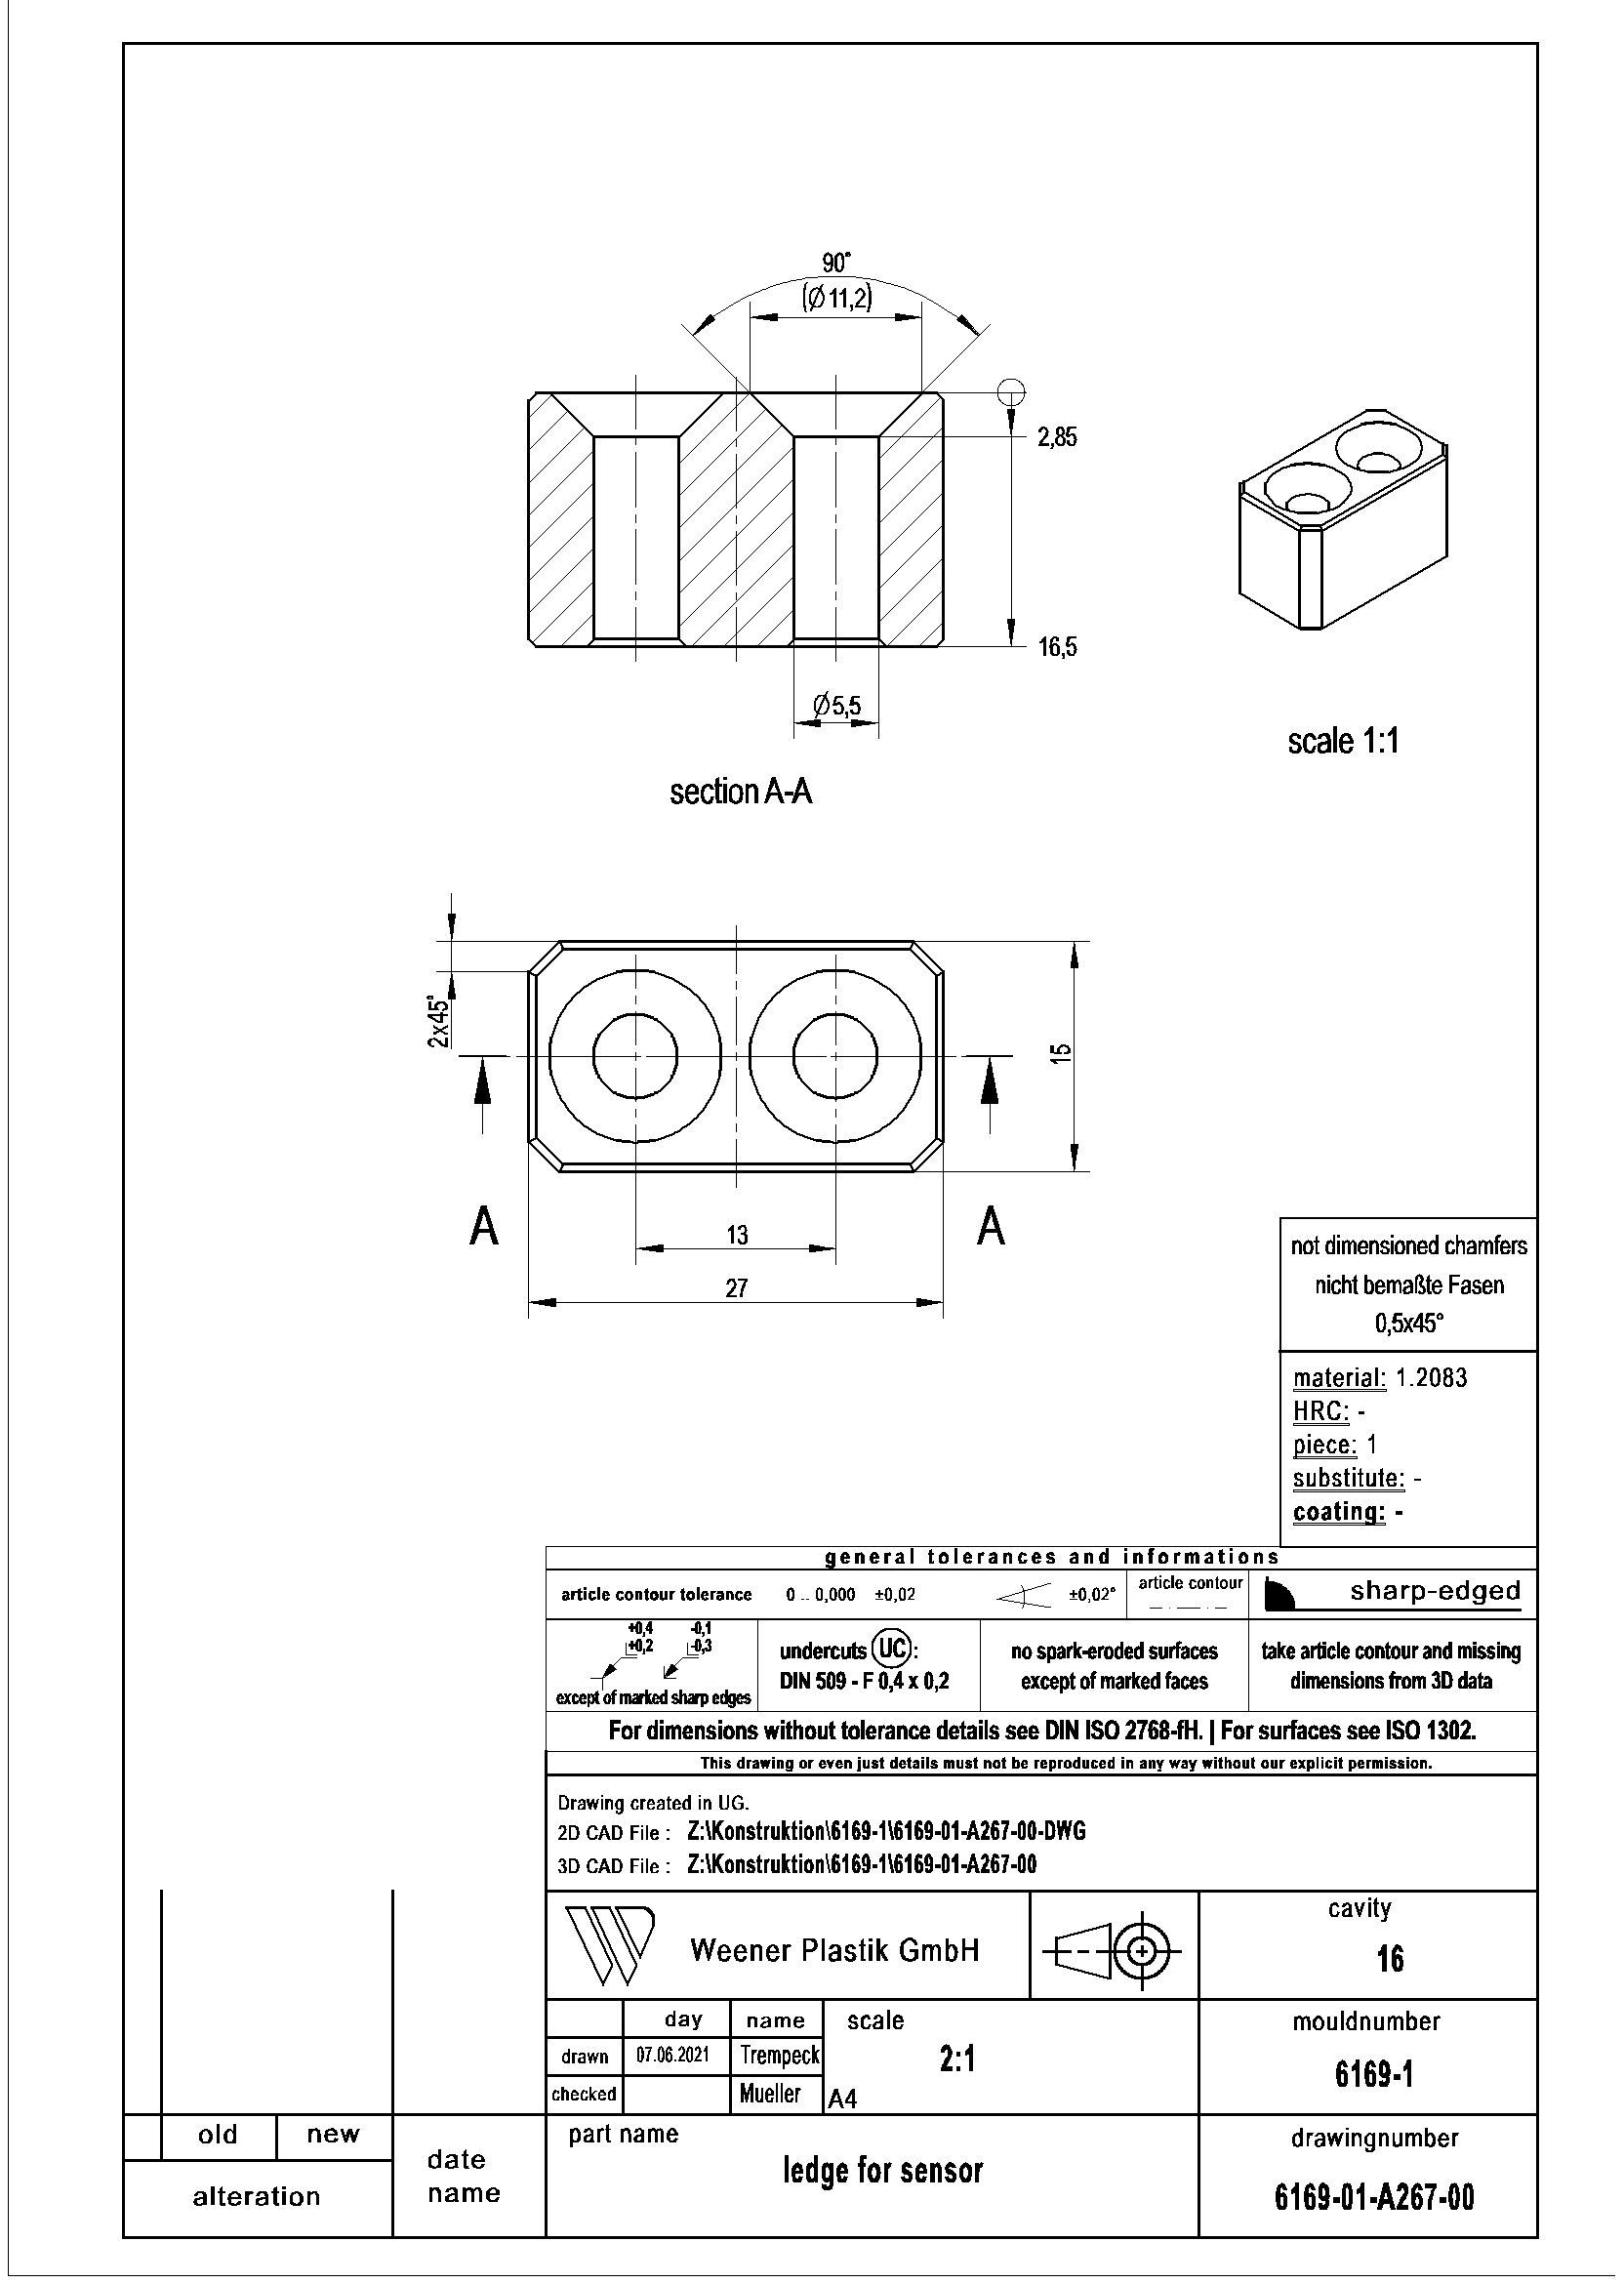 90°
(Ø11,2)
2,85
16,5
Ø5,5
section A-A
scale 1:1
2x45°
15
A
A
13
27
not dimensioned chamfers
nicht bemaßte Fasen
0,5x45°
material: 1.2083
HRC: -
piece: 1
substitute: -
coating: -
general tolerances and informations
article contour tolerance 0 .. 0,000 ±0,02 ±0,02° article contour sharp-edged
+0,4 -0,1
+0,2 -0,3
except of marked sharp edges
undercuts UC:
DIN 509 - F 0,4 x 0,2
no spark-eroded surfaces
except of marked faces
take article contour and missing
dimensions from 3D data
For dimensions without tolerance details see DIN ISO 2768-fH. | For surfaces see ISO 1302.
This drawing or even just details must not be reproduced in any way without our explicit permission.
Drawing created in UG.
2D CAD File : Z:\Konstruktion\6169-1\6169-01-A267-00-DWG
3D CAD File : Z:\Konstruktion\6169-1\6169-01-A267-00
Weener Plastik GmbH
cavity
16
day name
drawn 07.06.2021 Trempeck
checked Mueller
scale
2:1
A4
mouldnumber
6169-1
old new
alteration
date
name
part name
ledge for sensor
drawingnumber
6169-01-A267-00